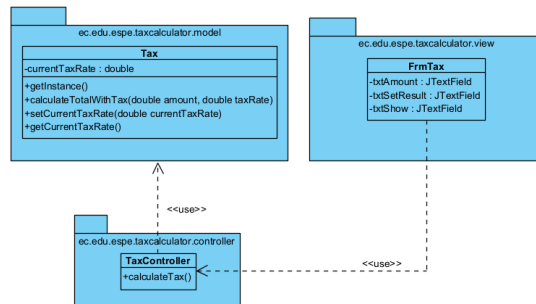 ec.edu.espe.taxcalculator.model
Tax
-currentTaxRate : double
+getInstance()
+calculateTotalWithTax(double amount, double taxRate)
+setCurrentTaxRate(double currentTaxRate)
+getCurrentTaxRate()
ec.edu.espe.taxcalculator.view
FrmTax
-txtAmount : JTextField
-txtSetResult : JTextField
-txtShow : JTextField
<<use>>
ec.edu.espe.taxcalculator.controller
TaxController
+calculateTax()
<<use>>